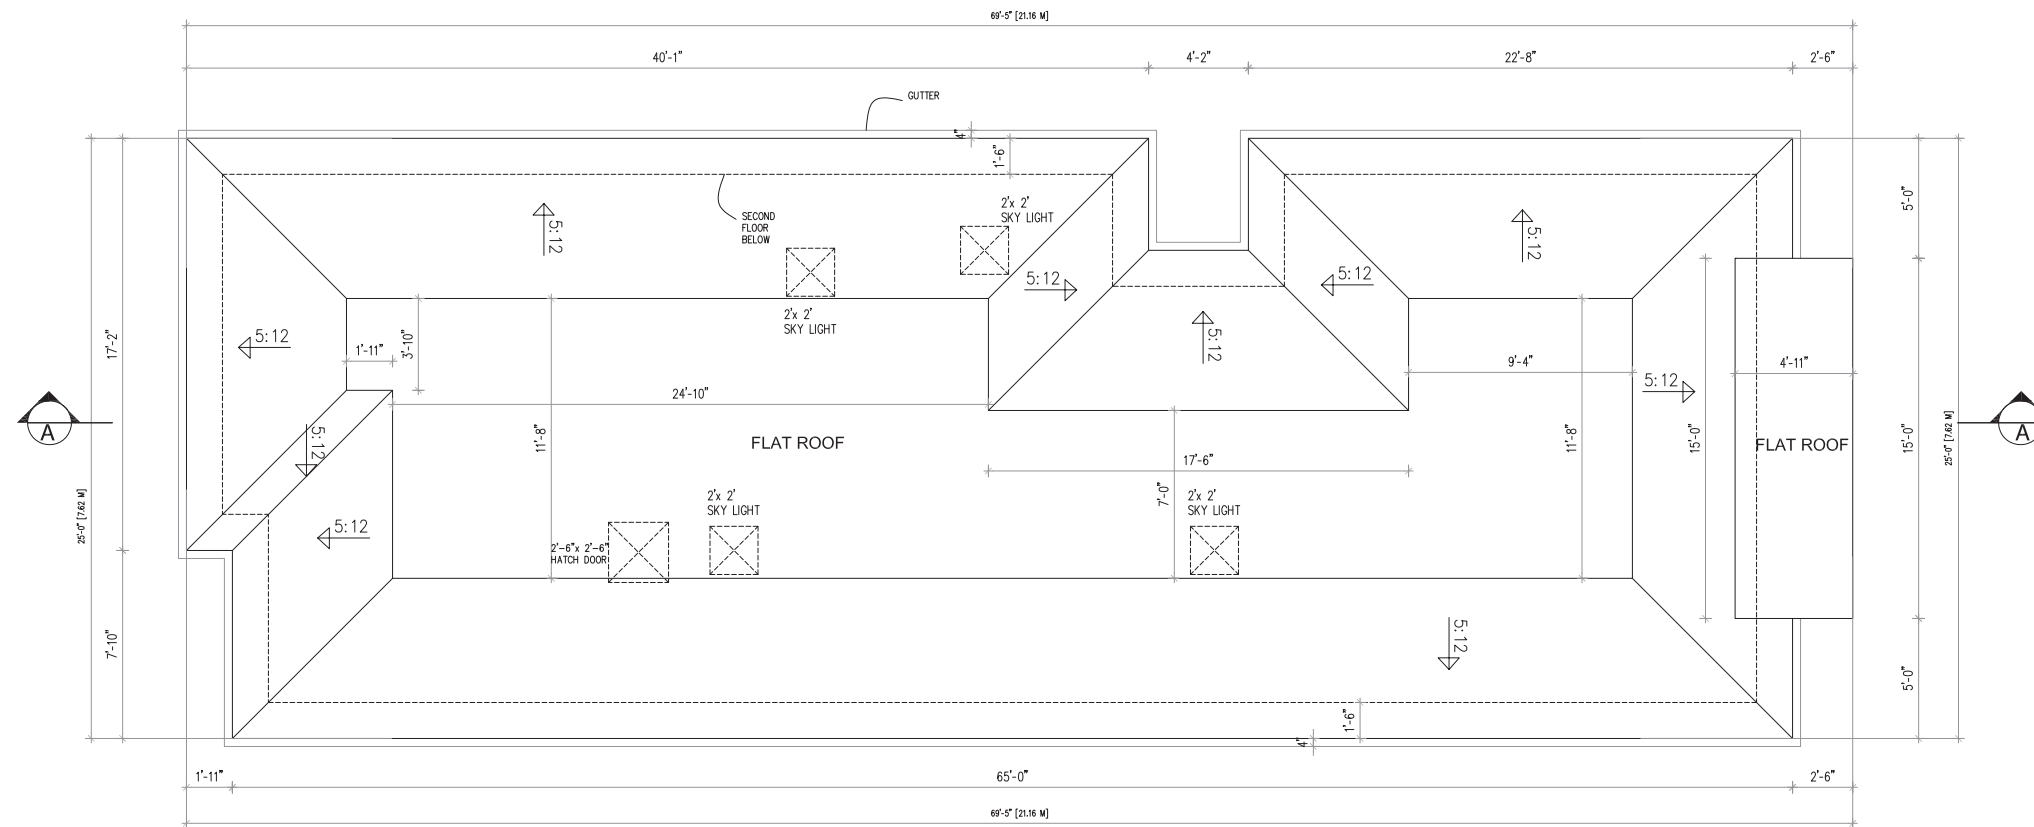 69'-5" [21.16 M]
40'-1"
4'-2"
22'-8"
2'-6"
GUTTER
4"
1'-6"
SECOND
FLOOR
BELOW
2'x 2'
SKY LIGHT
5:12
5:12
5'-0"
2'x 2'
SKY LIGHT
5:12
5:12
5:12
5:12
17'-2"
1'-11"
3'-10"
9'-4"
4'-11"
5:12
24'-10"
11'-8"
FLAT ROOF
11'-8"
15'-0"
FLAT ROOF
15'-0"
25'-0" [7.62 M]
A
A
5:12
17'-6"
7'-0"
25'-0" [7.62 M]
2'x 2'
SKY LIGHT
2'x 2'
SKY LIGHT
5:12
2'-6"x 2'-6"
HATCH DOOR
7'-10"
5:12
5'-0"
1'-6"
4"
1'-11"
65'-0"
2'-6"
69'-5" [21.16 M]